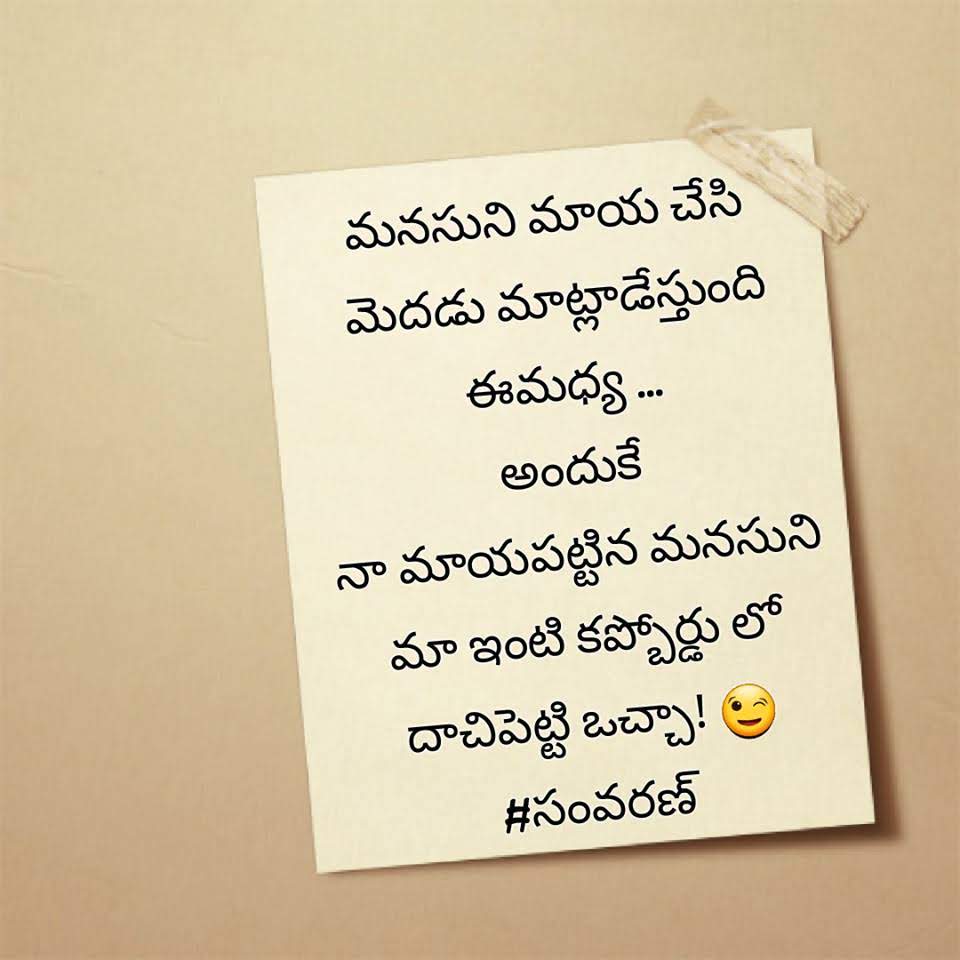 మనసుని మాయ చేసి
మెదడు మాట్లాడేస్తుంది
ఈమధ్య ...
అందుకే
నా మాయపట్టిన మనసుని
మా ఇంటి కప్బోర్డు లో
దాచిపెట్టి ఒచ్చా! 😉
#సంవరణ్